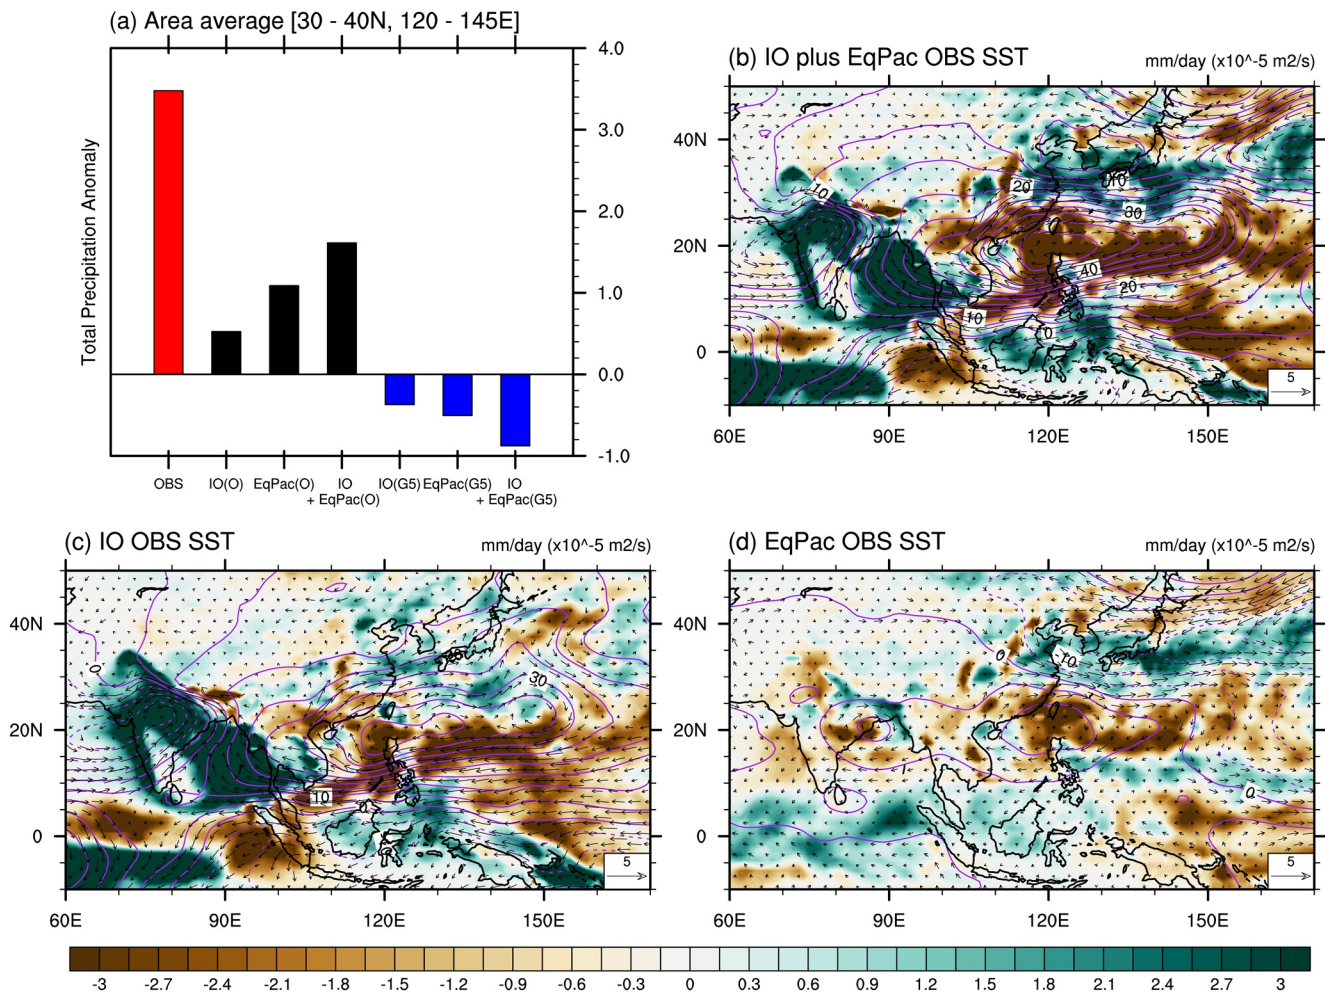 (a) Area average [30 - 40N, 120 - 145E]
Total Precipitation Anomaly
4.0
3.0
2.0
1.0
0.0
-1.0
OBS
IO(O)
EqPac(O)
IO
+ EqPac(O)
IO(G5)
EqPac(G5)
IO
+ EqPac(G5)
(b) IO plus EqPac OBS SST
mm/day (x10^-5 m2/s)
40N
20N
0
60E
90E
120E
150E
10
20
10
30
40
20
10
0
5
(c) IO OBS SST
mm/day (x10^-5 m2/s)
40N
20N
0
60E
90E
120E
150E
0
30
10
0
5
(d) EqPac OBS SST
mm/day (x10^-5 m2/s)
40N
20N
0
60E
90E
120E
150E
0
-10
0
5
-3 -2.7 -2.4 -2.1 -1.8 -1.5 -1.2 -0.9 -0.6 -0.3 0 0.3 0.6 0.9 1.2 1.5 1.8 2.1 2.4 2.7 3